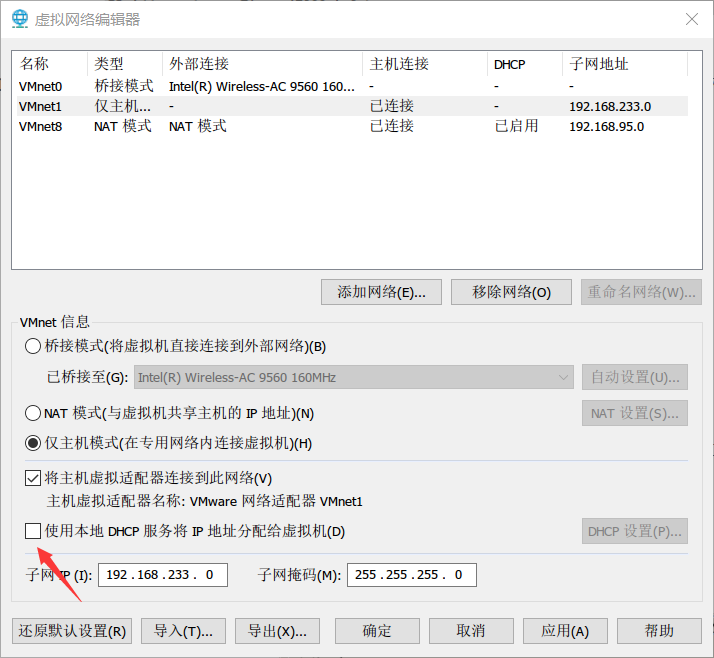 虚拟网络编辑器
名称 类型 外部连接 主机连接 DHCP 子网地址
VMnet0 桥接模式 Intel(R) Wireless-AC 9560 160... - - -
VMnet1 仅主机... - 已连接 - 192.168.233.0
VMnet8 NAT 模式 NAT 模式 已连接 已启用 192.168.95.0
添加网络(E)... 移除网络(O) 重命名网络(W)...
VMnet 信息
桥接模式(将虚拟机直接连接到外部网络)(B)
已桥接至(G): Intel(R) Wireless-AC 9560 160MHz 自动设置(U)...
NAT 模式(与虚拟机共享主机的 IP 地址)(N) NAT 设置(S)...
仅主机模式(在专用网络内连接虚拟机)(H)
将主机虚拟适配器连接到此网络(V)
主机虚拟适配器名称: VMware 网络适配器 VMnet1
使用本地 DHCP 服务将 IP 地址分配给虚拟机(D) DHCP 设置(P)...
子网 IP (I): 192 . 168 . 233 . 0 子网掩码(M): 255 . 255 . 255 . 0
还原默认设置(R) 导入(T)... 导出(X)... 确定 取消 应用(A) 帮助